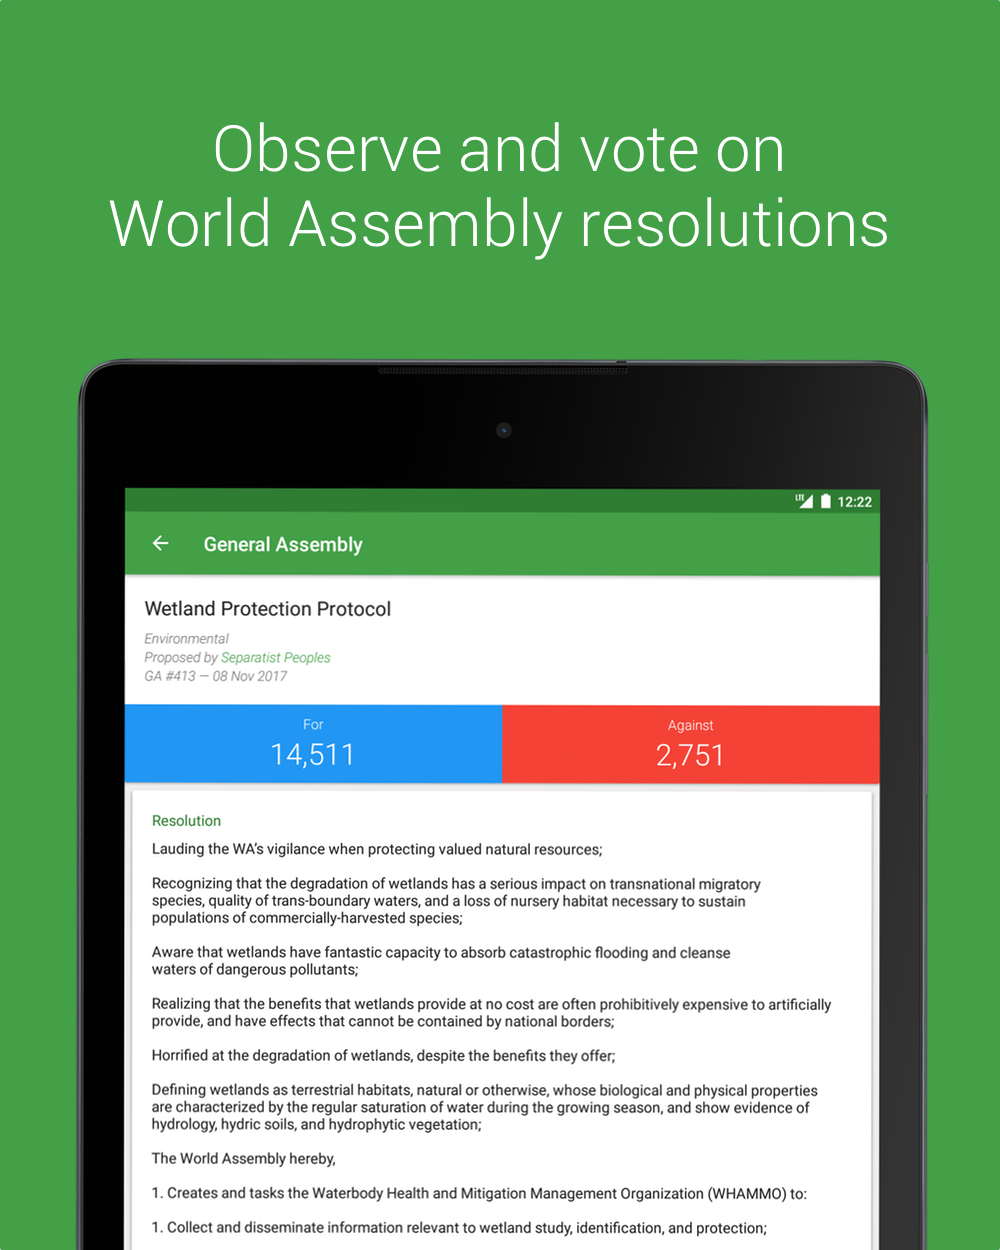 Observe and vote on
World Assembly resolutions
LTE 12:22
General Assembly
Wetland Protection Protocol
Environmental
Proposed by Separatist Peoples
GA #413 — 08 Nov 2017
For Against
14,511 2,751
Resolution
Lauding the WA's vigilance when protecting valued natural resources;
Recognizing that the degradation of wetlands has a serious impact on transnational migratory
species, quality of trans-boundary waters, and a loss of nursery habitat necessary to sustain
populations of commercially-harvested species;
Aware that wetlands have fantastic capacity to absorb catastrophic flooding and cleanse
waters of dangerous pollutants;
Realizing that the benefits that wetlands provide at no cost are often prohibitively expensive to artificially
provide, and have effects that cannot be contained by national borders;
Horrified at the degradation of wetlands, despite the benefits they offer;
Defining wetlands as terrestrial habitats, natural or otherwise, whose biological and physical properties
are characterized by the regular saturation of water during the growing season, and show evidence of
hydrology, hydric soils, and hydrophytic vegetation;
The World Assembly hereby,
1. Creates and tasks the Waterbody Health and Mitigation Management Organization (WHAMMO) to:
1. Collect and disseminate information relevant to wetland study, identification, and protection;